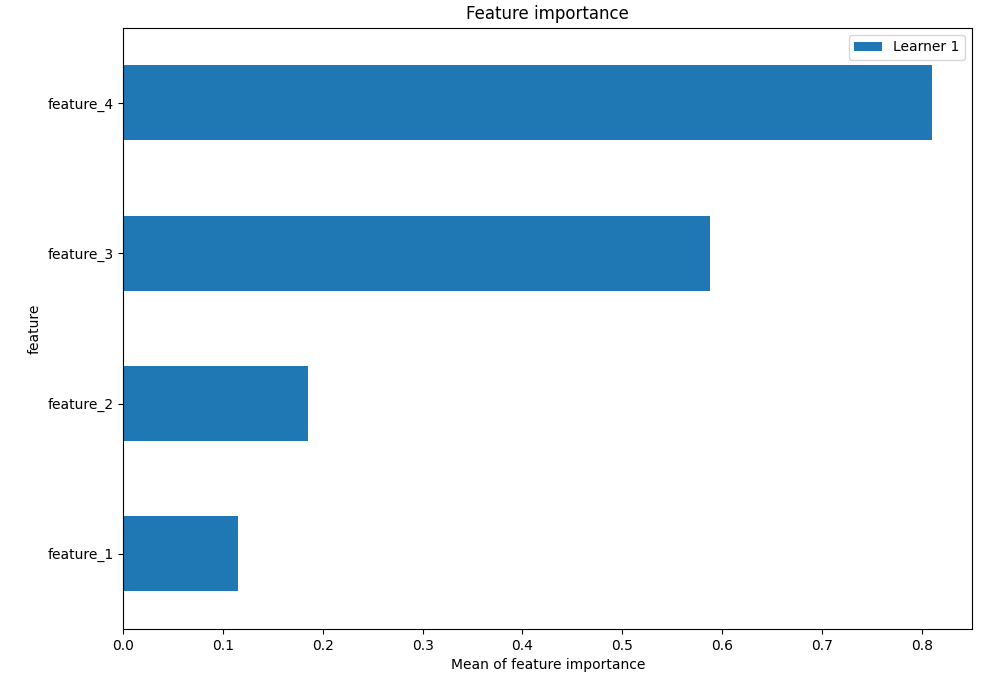 Feature importance
Learner 1
feature_4
feature_3
feature_2
feature_1
feature
0.0 0.1 0.2 0.3 0.4 0.5 0.6 0.7 0.8
Mean of feature importance